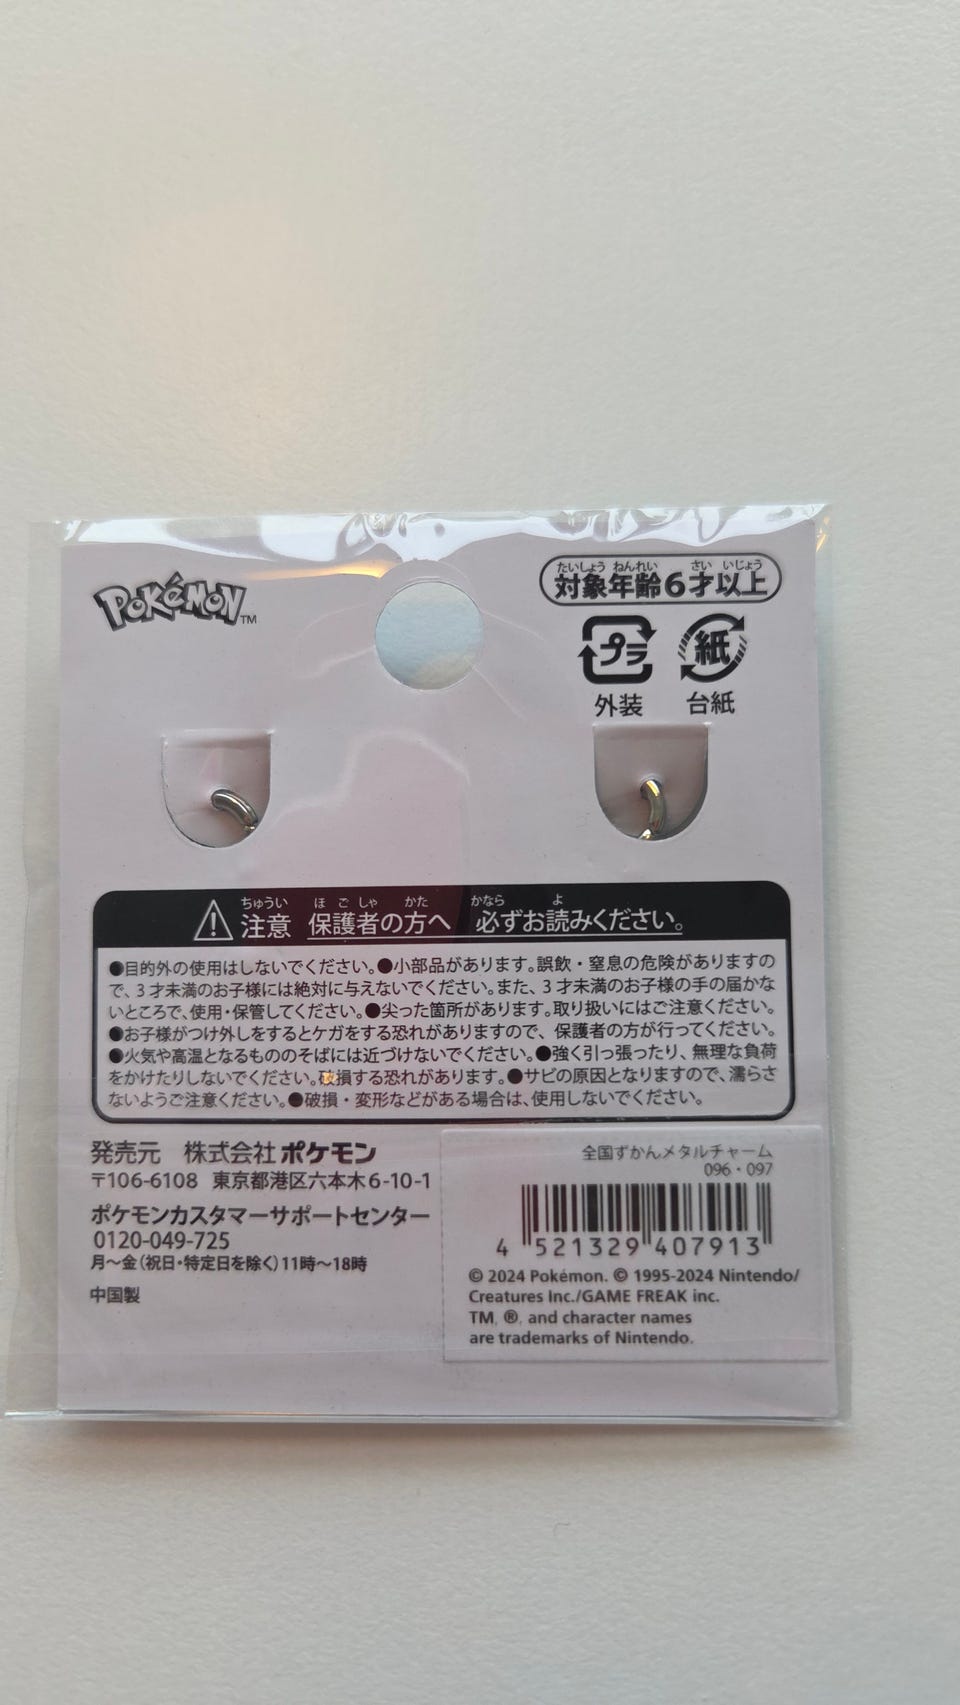 POKéMON™
たいしょう ねんれい さい いじょう
対象年齢6才以上
プラ
紙
外装
台紙
ちゅうい ほごしゃ かた かなら よ
注意 保護者の方へ 必ずお読みください。
●目的外の使用はしないでください。●小部品があります。誤飲・窒息の危険がありますの
で、3才未満のお子様には絶対に与えないでください。また、3才未満のお子様の手の届かな
いところで、使用・保管してください。●尖った箇所があります。取り扱いにはご注意ください。
●お子様がつけ外しをするとケガをする恐れがありますので、保護者の方が行ってください。
●火気や高温となるもののそばには近づけないでください。●強く引っ張ったり、無理な負荷
をかけたりしないでください。破損する恐れがあります。●サビの原因となりますので、濡らさ
ないようご注意ください。●破損・変形などがある場合は、使用しないでください。
発売元 株式会社ポケモン
〒106-6108 東京都港区六本木6-10-1
ポケモンカスタマーサポートセンター
0120-049-725
月～金（祝日・特定日を除く）11時～18時
中国製
全国ずかんメタルチャーム
096・097
4 521329 407913
© 2024 Pokémon. © 1995-2024 Nintendo/
Creatures Inc./GAME FREAK inc.
TM, ®, and character names
are trademarks of Nintendo.